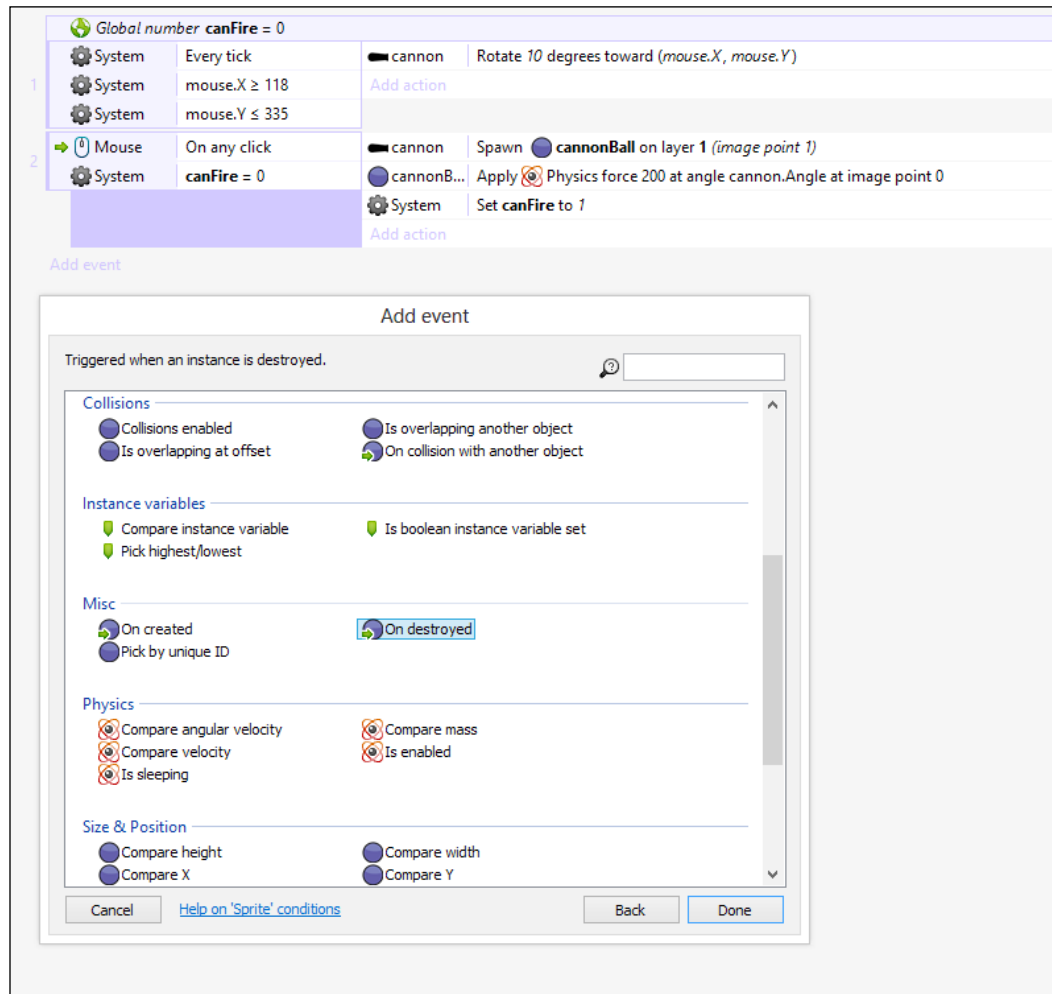 Global number canFire = 0
1
System Every tick cannon Rotate 10 degrees toward (mouse.X, mouse.Y)
System mouse.X ≥ 118 Add action
System mouse.Y ≤ 335
2
Mouse On any click cannon Spawn cannonBall on layer 1 (image point 1)
System canFire = 0 cannonB... Apply Physics force 200 at angle cannon.Angle at image point 0
System Set canFire to 1
Add action
Add event
Add event
Triggered when an instance is destroyed.
Collisions
Collisions enabled Is overlapping another object
Is overlapping at offset On collision with another object
Instance variables
Compare instance variable Is boolean instance variable set
Pick highest/lowest
Misc
On created On destroyed
Pick by unique ID
Physics
Compare angular velocity Compare mass
Compare velocity Is enabled
Is sleeping
Size & Position
Compare height Compare width
Compare X Compare Y
Cancel Help on 'Sprite' conditions Back Done